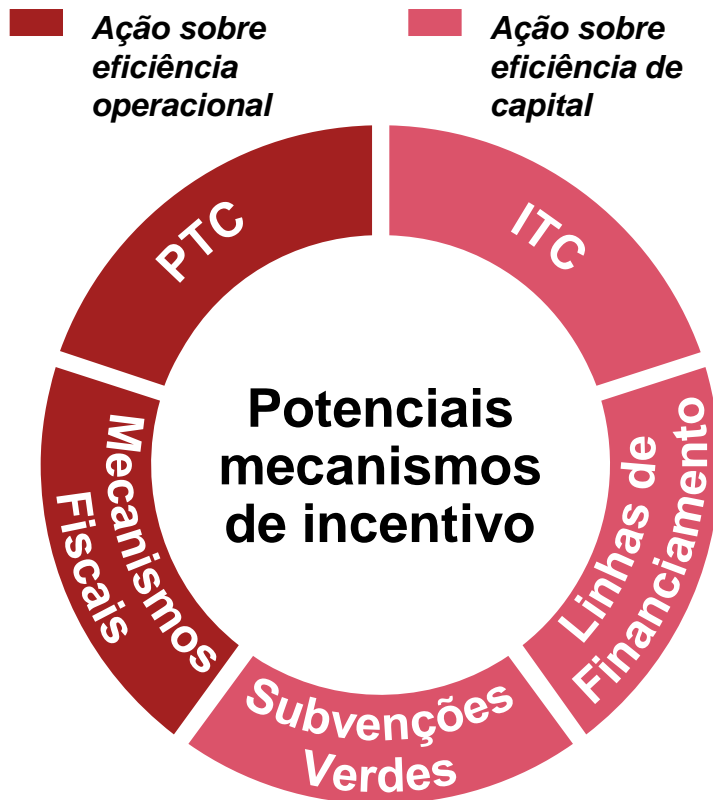 Ação sobre
eficiência
operacional
Ação sobre
eficiência de
capital
PTC
ITC
Mecanismos
Fiscais
Potenciais
mecanismos
de incentivo
Linhas de
Financiamento
Subvenções
Verdes